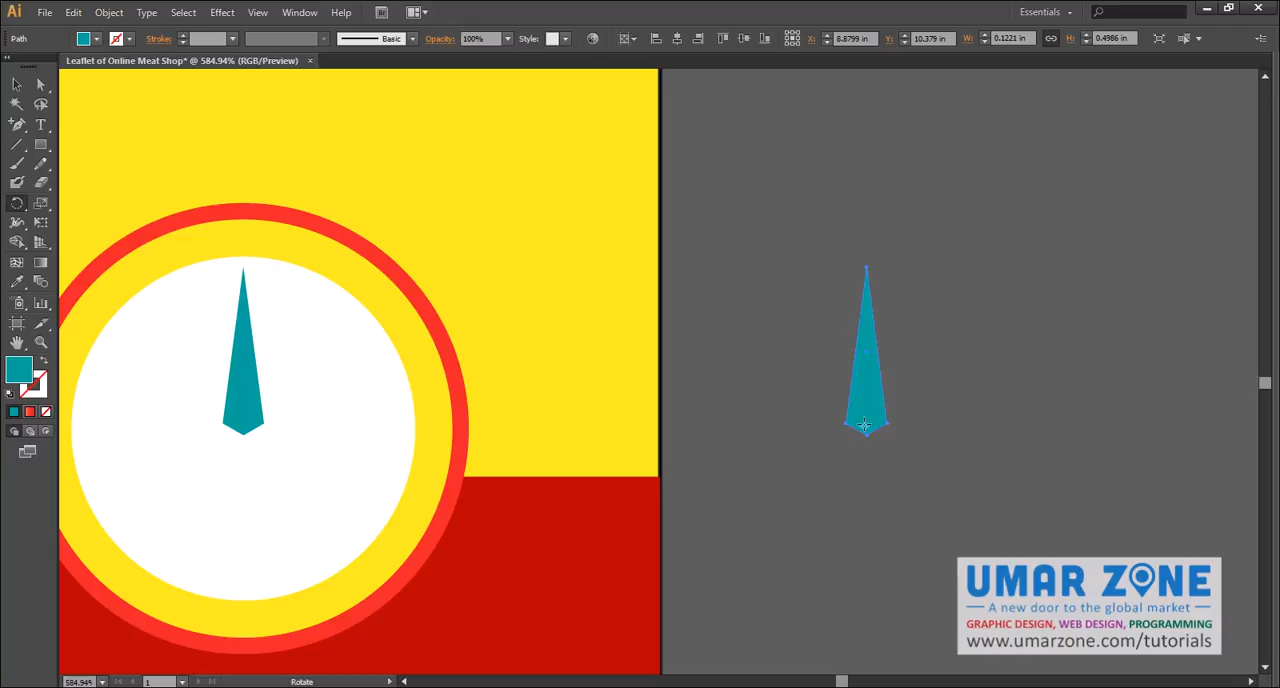 Ai File Edit Object Type Select Effect View Window Help Br Essentials
Path Stroke: Basic Opacity: 100% Style: X: 8.8799 in Y: 10.379 in W: 0.1221 in H: 0.4986 in
Leaflet of Online Meat Shop* @ 584.94% (RGB/Preview) ×
UMAR ZONE
A new door to the global market
GRAPHIC DESIGN, WEB DESIGN, PROGRAMMING
www.umarzone.com/tutorials
584.94% 1 Rotate